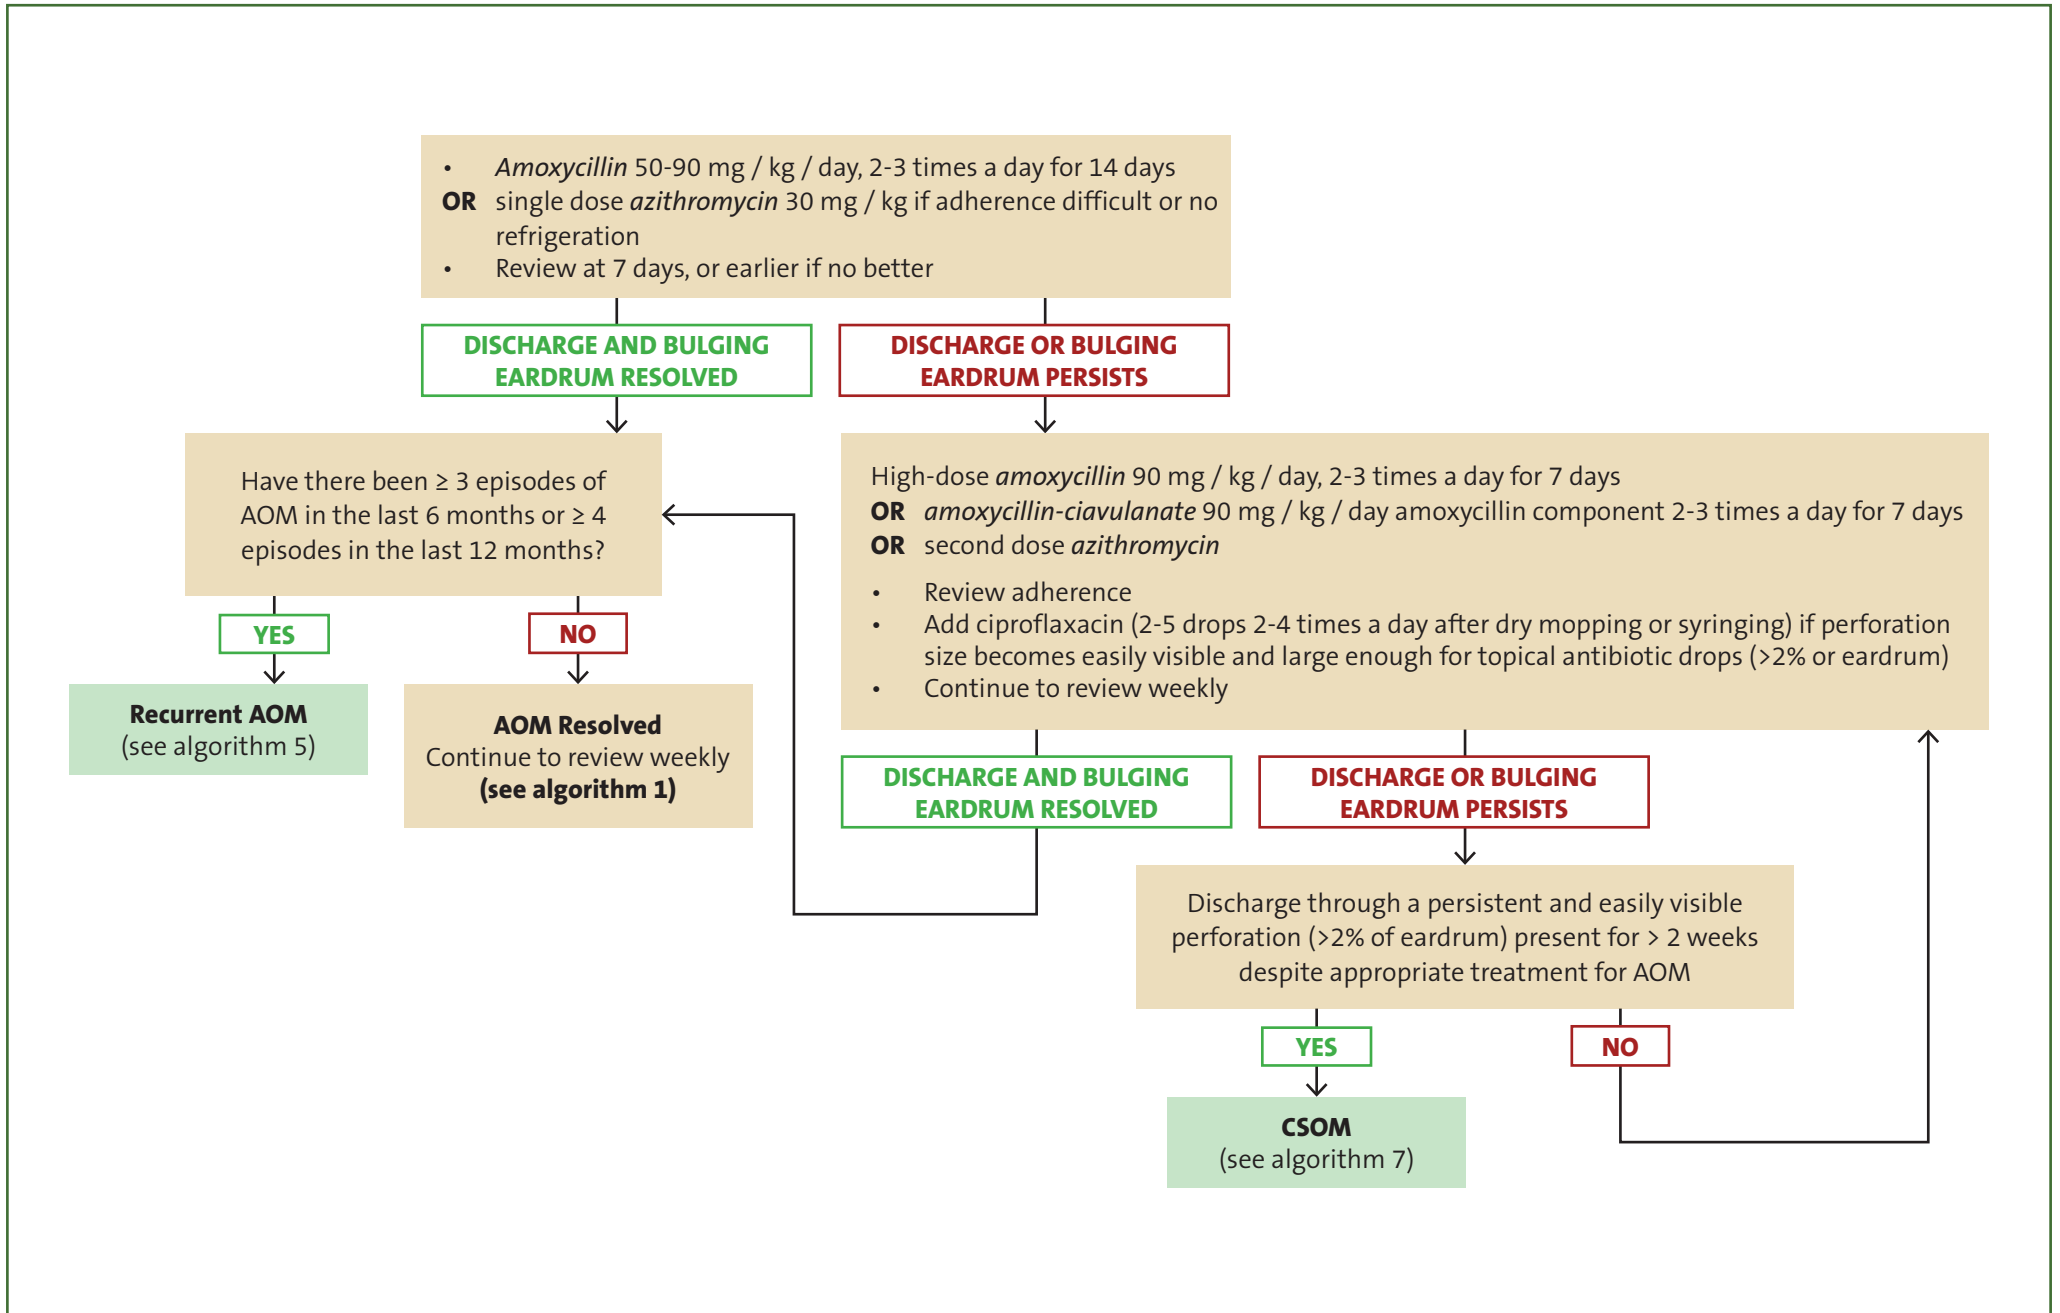 • Amoxycillin 50-90 mg / kg / day, 2-3 times a day for 14 days
OR single dose azithromycin 30 mg / kg if adherence difficult or no
refrigeration
• Review at 7 days, or earlier if no better
DISCHARGE AND BULGING
EARDRUM RESOLVED
DISCHARGE OR BULGING
EARDRUM PERSISTS
Have there been ≥ 3 episodes of
AOM in the last 6 months or ≥ 4
episodes in the last 12 months?
YES
NO
Recurrent AOM
(see algorithm 5)
AOM Resolved
Continue to review weekly
(see algorithm 1)
High-dose amoxycillin 90 mg / kg / day, 2-3 times a day for 7 days
OR amoxycillin-ciavulanate 90 mg / kg / day amoxycillin component 2-3 times a day for 7 days
OR second dose azithromycin
• Review adherence
• Add ciproflaxacin (2-5 drops 2-4 times a day after dry mopping or syringing) if perforation
size becomes easily visible and large enough for topical antibiotic drops (>2% or eardrum)
• Continue to review weekly
DISCHARGE AND BULGING
EARDRUM RESOLVED
DISCHARGE OR BULGING
EARDRUM PERSISTS
Discharge through a persistent and easily visible
perforation (>2% of eardrum) present for > 2 weeks
despite appropriate treatment for AOM
YES
NO
CSOM
(see algorithm 7)